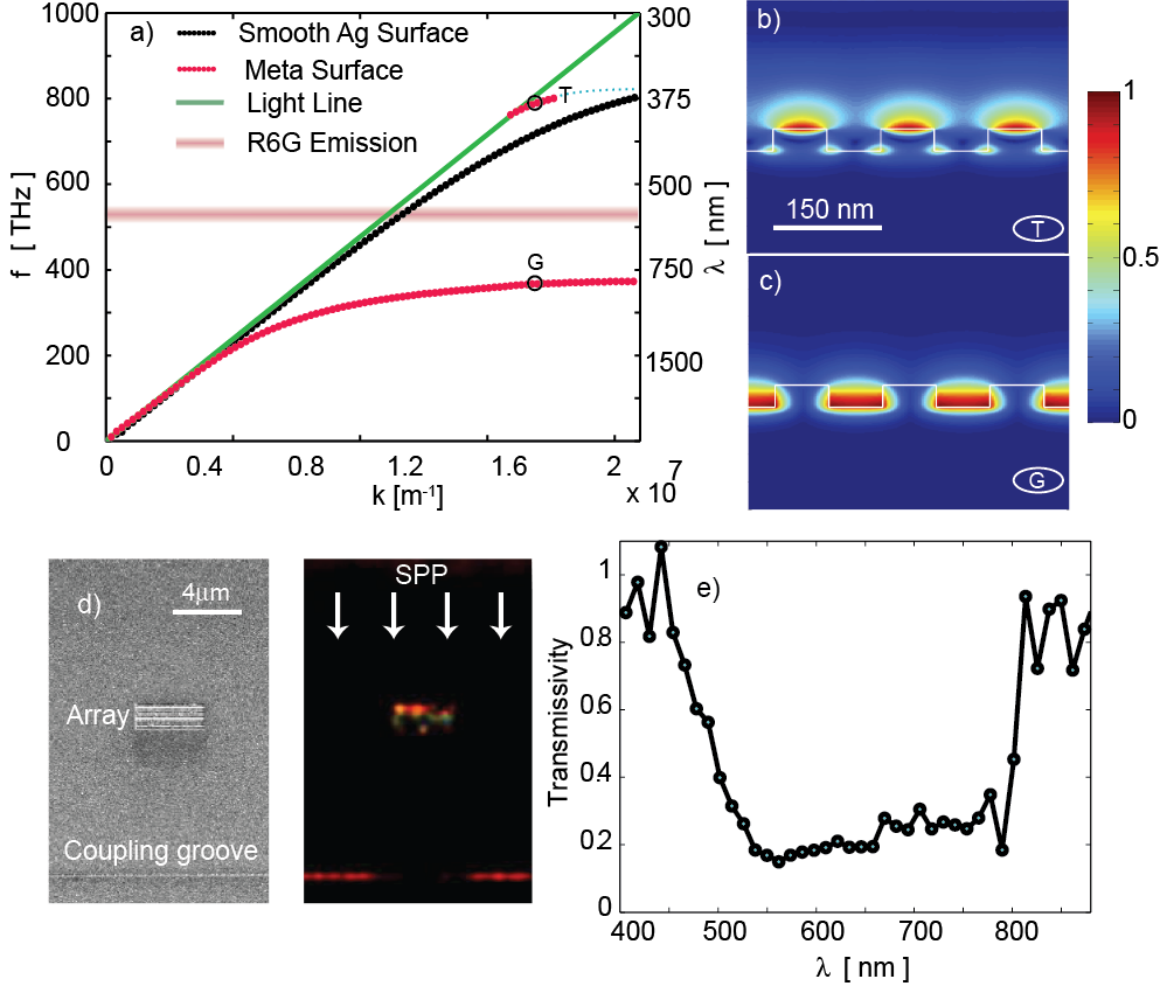 a)
Smooth Ag Surface
Meta Surface
Light Line
R6G Emission
T
G
1000
800
600
400
200
0
f [ THz ]
0 0.4 0.8 1.2 1.6 2
k [m-1]
x 10 7
300
375
500
750
1500
λ [ nm ]
b)
150 nm
T
c)
G
1
0.5
0
d)
4μm
Array
Coupling groove
SPP
e)
1
0.8
0.6
0.4
0.2
0
Transmissivity
400 500 600 700 800
λ [ nm ]